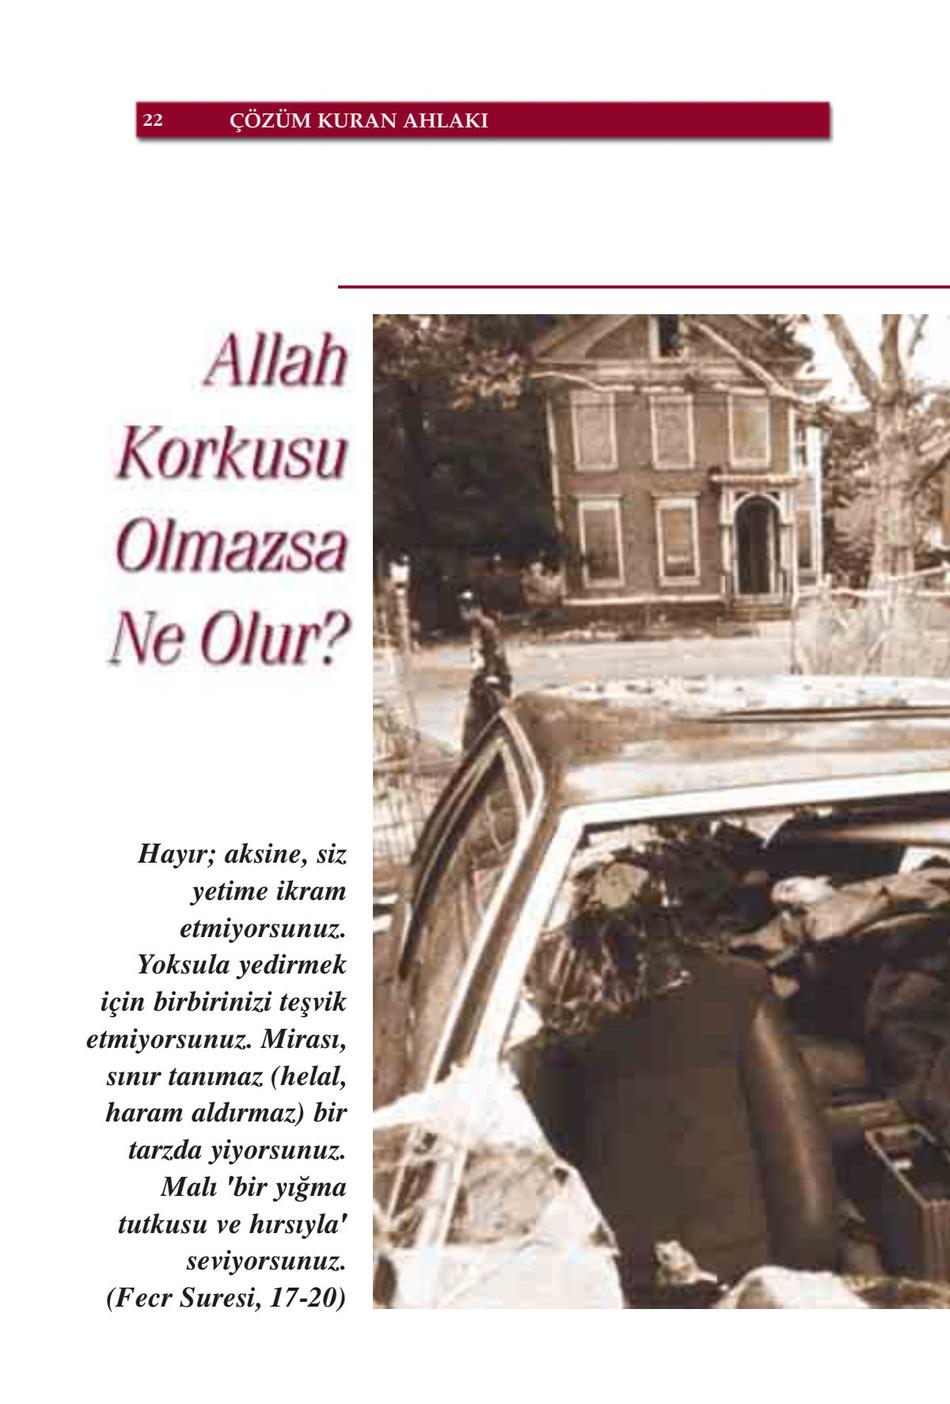 22 ÇÖZÜM KURAN AHLAKI
Allah
Korkusu
Olmazsa
Ne Olur?
Hayır; aksine, siz
yetime ikram
etmiyorsunuz.
Yoksula yedirmek
için birbirinizi teşvik
etmiyorsunuz. Mirası,
sınır tanımaz (helal,
haram aldırmaz) bir
tarzda yiyorsunuz.
Malı 'bir yığma
tutkusu ve hırsıyla'
seviyorsunuz.
(Fecr Suresi, 17-20)